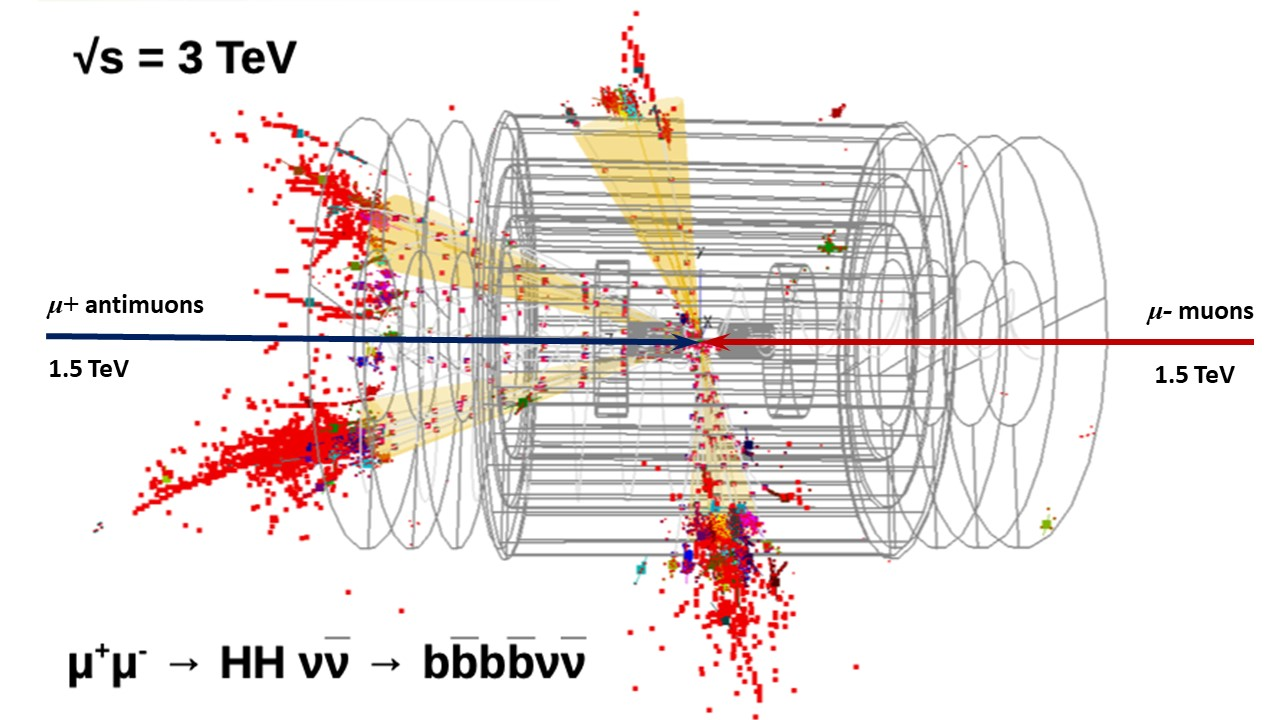 √s = 3 TeV
Y
μ+ antimuons
μ- muons
X
1.5 TeV
1.5 TeV
μ⁺μ⁻ → HH νν̅ → bb̅bb̅νν̅